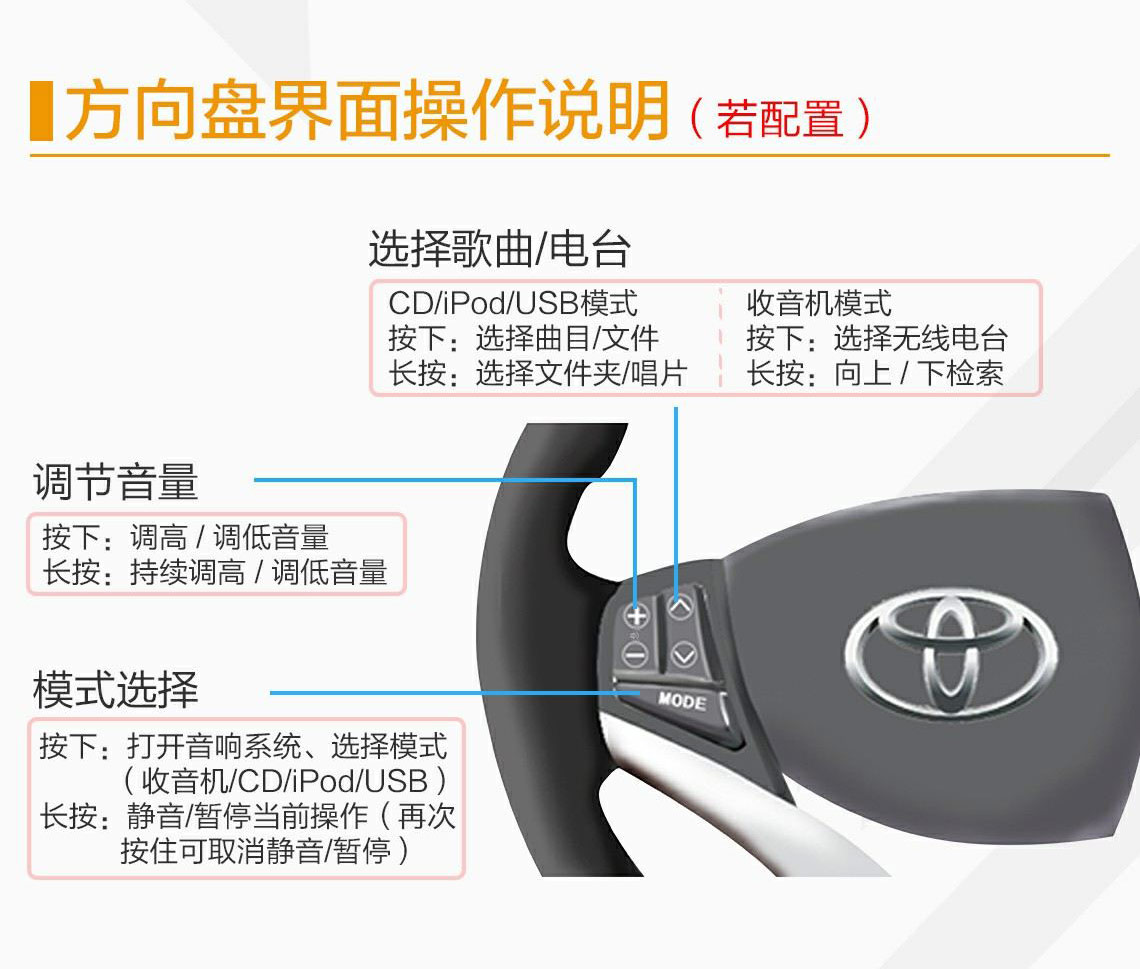 方向盘界面操作说明(若配置)
选择歌曲/电台
CD/iPod/USB模式
按下：选择曲目/文件
长按：选择文件夹/唱片
收音机模式
按下：选择无线电台
长按：向上/下检索
调节音量
按下：调高/调低音量
长按：持续调高/调低音量
+
−
MODE
模式选择
按下：打开音响系统、选择模式
(收音机/CD/iPod/USB)
长按：静音/暂停当前操作(再次
按住可取消静音/暂停)